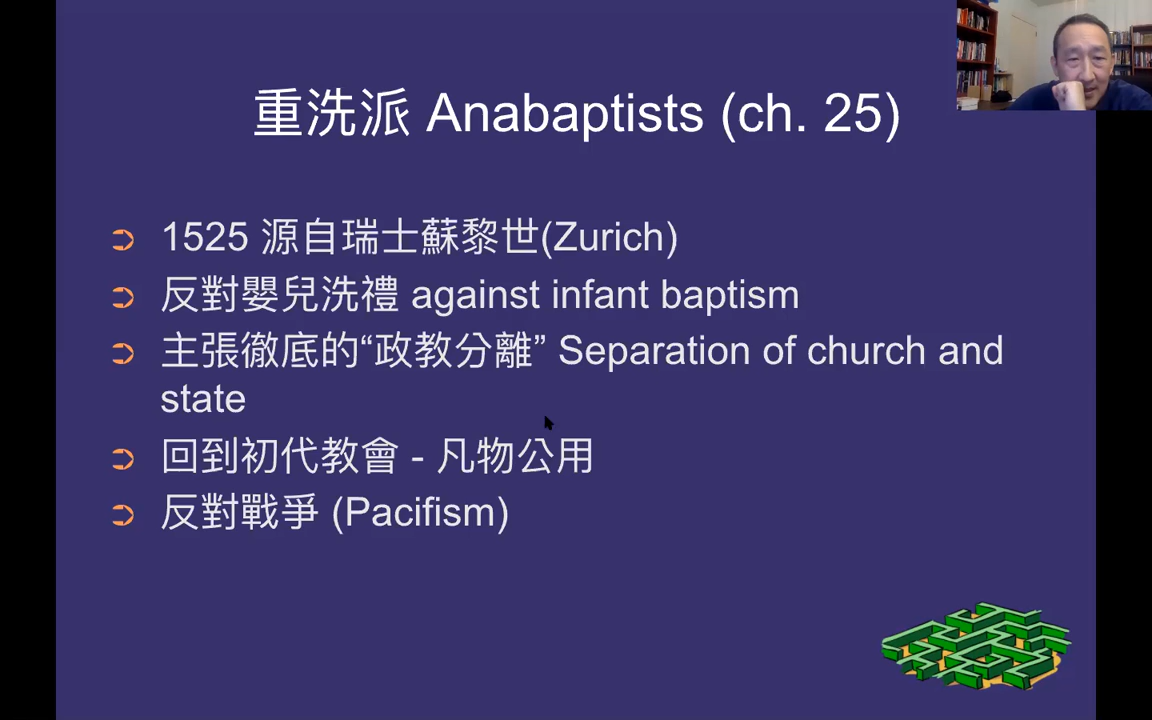 重洗派 Anabaptists (ch. 25)
1525 源自瑞士蘇黎世(Zurich)
反對嬰兒洗禮 against infant baptism
主張徹底的“政教分離” Separation of church and
state
回到初代教會 - 凡物公用
反對戰爭 (Pacifism)